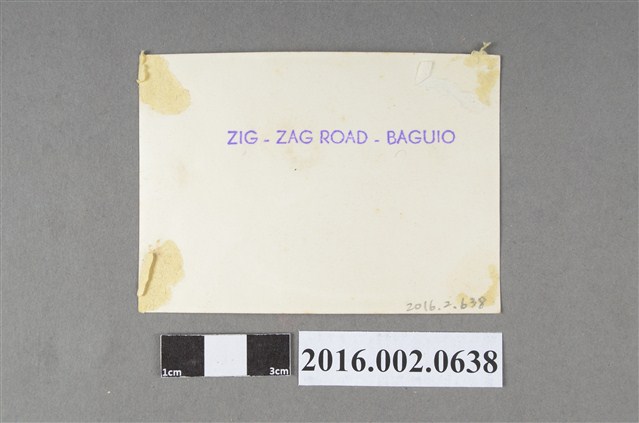 ZIG - ZAG ROAD - BAGUIO
2016.2.638
1cm 3cm
2016.002.0638